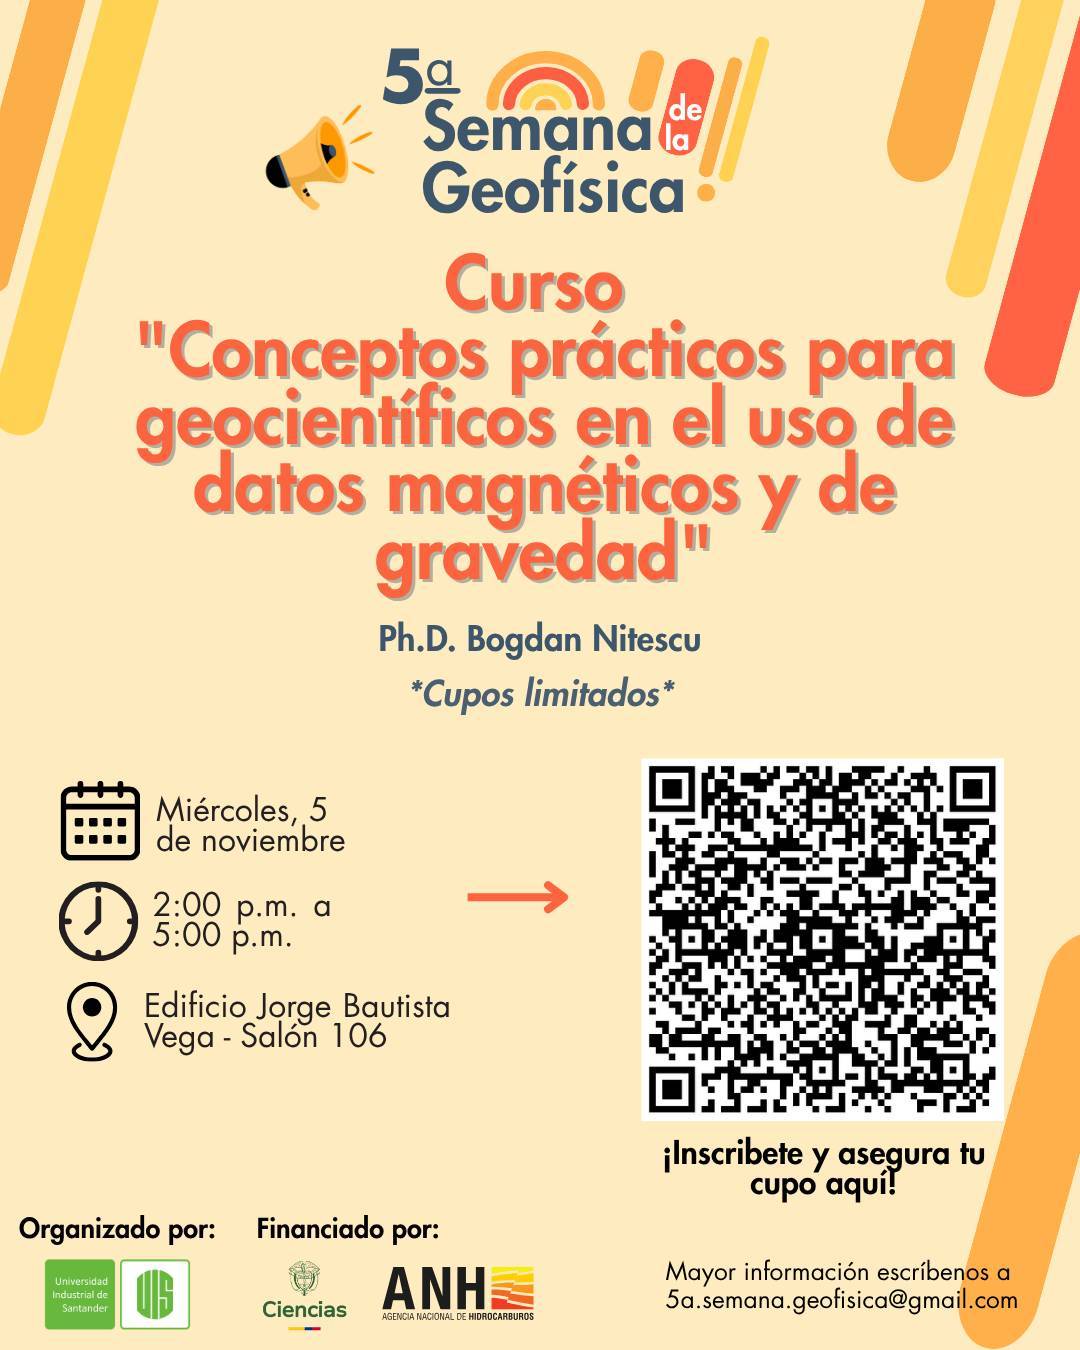 5ª
Semana de la
Geofísica
Curso
"Conceptos prácticos para
geocientíficos en el uso de
datos magnéticos y de
gravedad"
Ph.D. Bogdan Nitescu
*Cupos limitados*
Miércoles, 5
de noviembre
2:00 p.m. a
5:00 p.m.
Edificio Jorge Bautista
Vega - Salón 106
¡Inscribete y asegura tu
cupo aquí!
Organizado por:
Universidad
Industrial de
Santander
UIS
Financiado por:
Ciencias
ANH
AGENCIA NACIONAL DE HIDROCARBUROS
Mayor información escríbenos a
5a.semana.geofisica@gmail.com